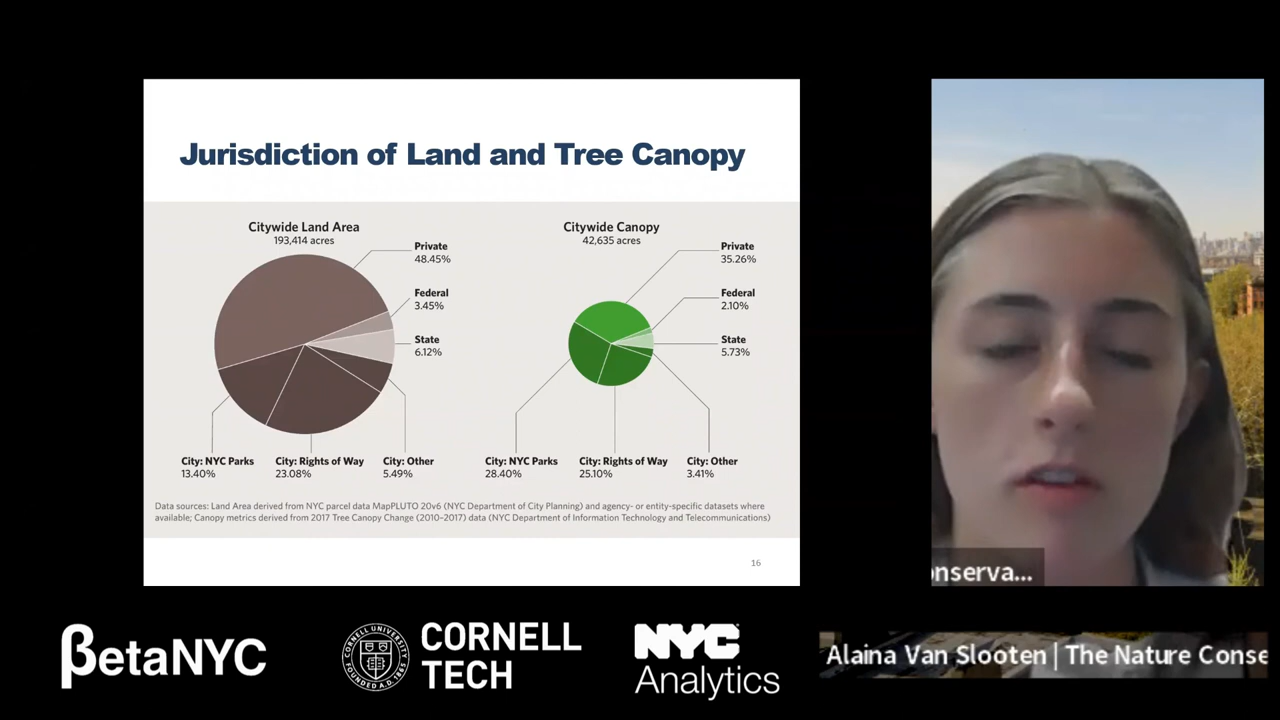 Jurisdiction of Land and Tree Canopy
Citywide Land Area
193,414 acres
Private
48.45%
Federal
3.45%
State
6.12%
City: NYC Parks
13.40%
City: Rights of Way
23.08%
City: Other
5.49%
Citywide Canopy
42,635 acres
Private
35.26%
Federal
2.10%
State
5.73%
City: NYC Parks
28.40%
City: Rights of Way
25.10%
City: Other
3.41%
Data sources: Land Area derived from NYC parcel data MapPLUTO 20v6 (NYC Department of City Planning) and agency- or entity-specific datasets where
available; Canopy metrics derived from 2017 Tree Canopy Change (2010–2017) data (NYC Department of Information Technology and Telecommunications)
16
onserva...
βetaNYC
CORNELL UNIVERSITY
FOUNDED A.D. 1865
CORNELL
TECH
NYC
Analytics
Alaina Van Slooten | The Nature Conse